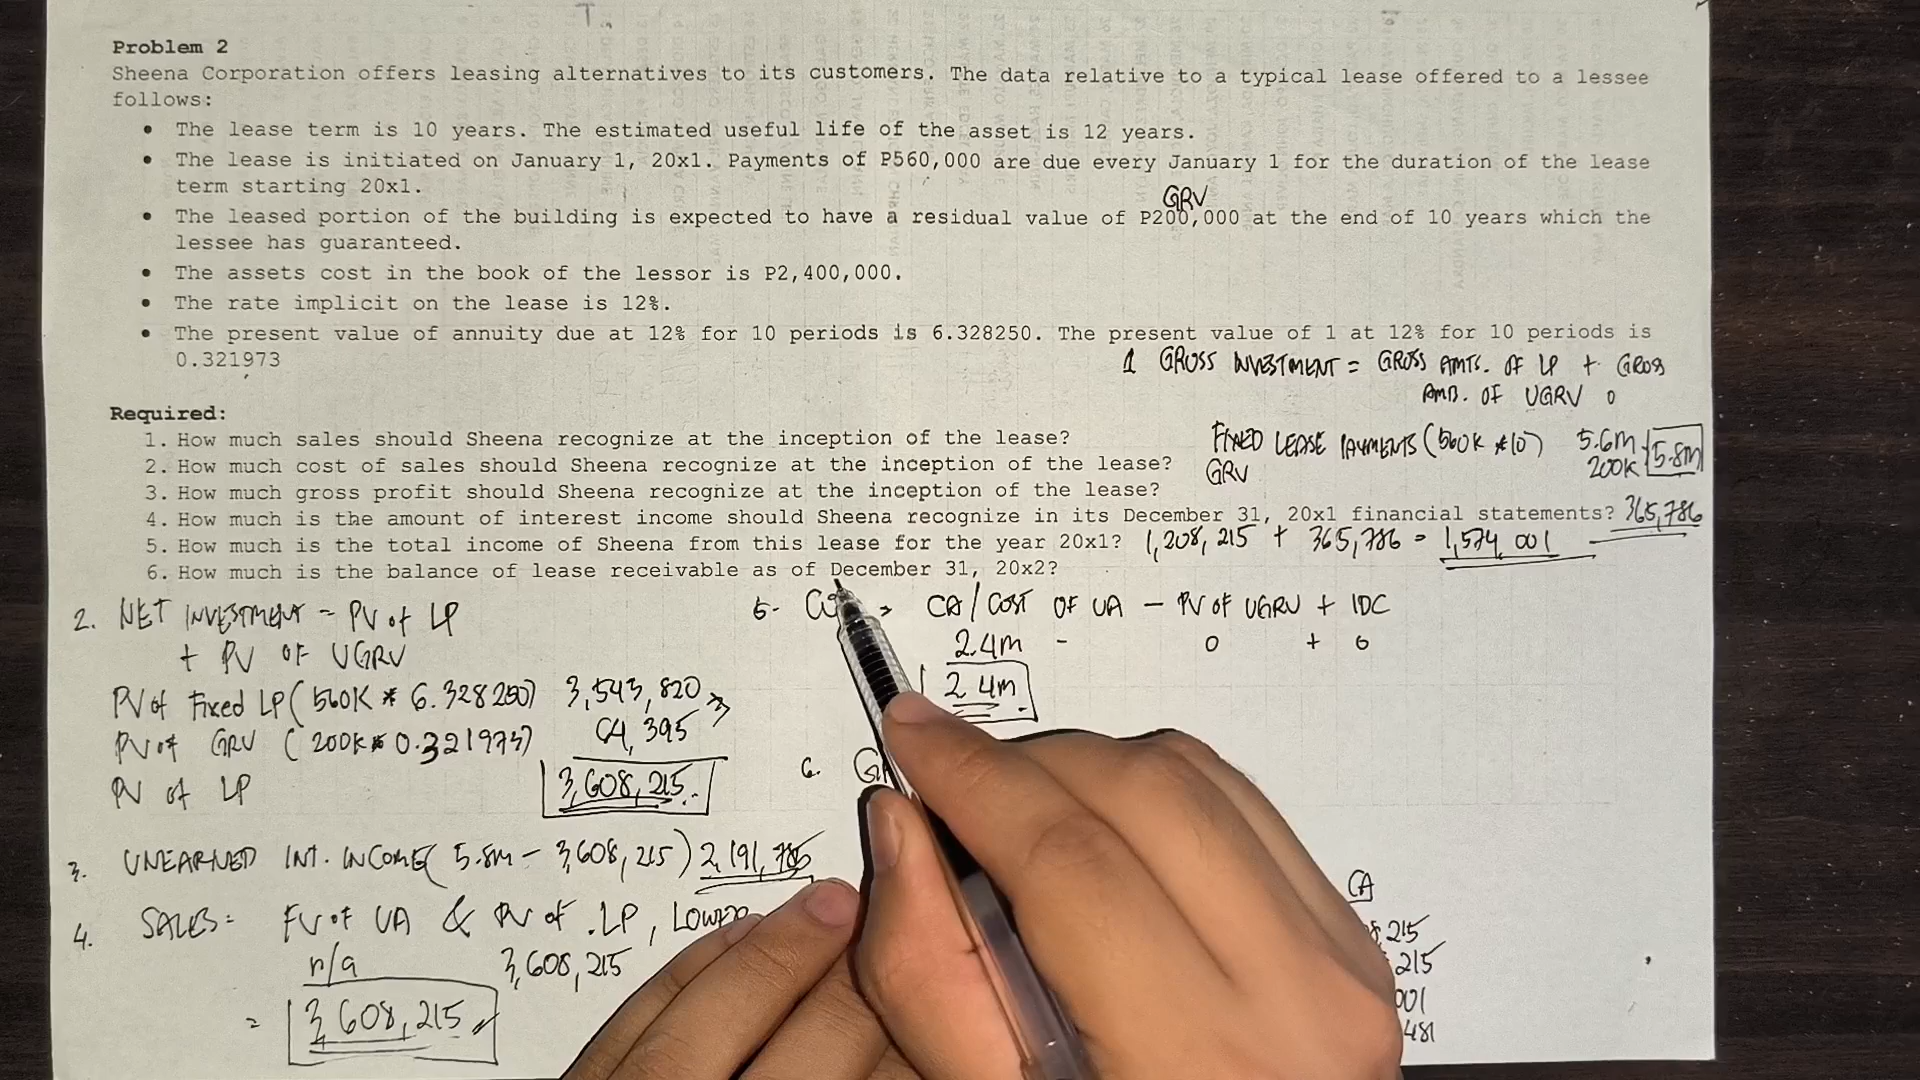 Problem 2
Sheena Corporation offers leasing alternatives to its customers. The data relative to a typical lease offered to a lessee
follows:
• The lease term is 10 years. The estimated useful life of the asset is 12 years.
• The lease is initiated on January 1, 20x1. Payments of P560,000 are due every January 1 for the duration of the lease
term starting 20x1.
GRV
• The leased portion of the building is expected to have a residual value of P200,000 at the end of 10 years which the
lessee has guaranteed.
• The assets cost in the book of the lessor is P2,400,000.
• The rate implicit on the lease is 12%.
• The present value of annuity due at 12% for 10 periods is 6.328250. The present value of 1 at 12% for 10 periods is
0.321973
1 GROSS INVESTMENT = GROSS AMTS. OF LP + GROSS
OF UGRV 0
Required:
1. How much sales should Sheena recognize at the inception of the lease?
FIXED LEASE PAYMENTS (560K * 10) 5.6m
2. How much cost of sales should Sheena recognize at the inception of the lease?
GRV 200K 5.8m
3. How much gross profit should Sheena recognize at the inception of the lease?
4. How much is the amount of interest income should Sheena recognize in its December 31, 20x1 financial statements? 365,786
5. How much is the total income of Sheena from this lease for the year 20x1? 1,208,215 + 365,786 = 1,574,001
6. How much is the balance of lease receivable as of December 31, 20x2?
2. NET INVESTMENT = PV of LP
+ PV OF UGRV
PV of Fixed LP (560K * 6.328250) 3,543,820
PV of GRV (200K * 0.321973) 64,395
PV of LP 3,608,215
3. UNEARNED INT. INCOME (5.8m - 3,608,215) 2,191,785
4. SALES = FV of UA & PV of LP, LOWER
n/a 3,608,215
= 3,608,215
5. = CA / COST OF UA - PV OF UGRV + IDC
2.4m - 0 + 0
2.4m
6.
CA
215
215
001
481